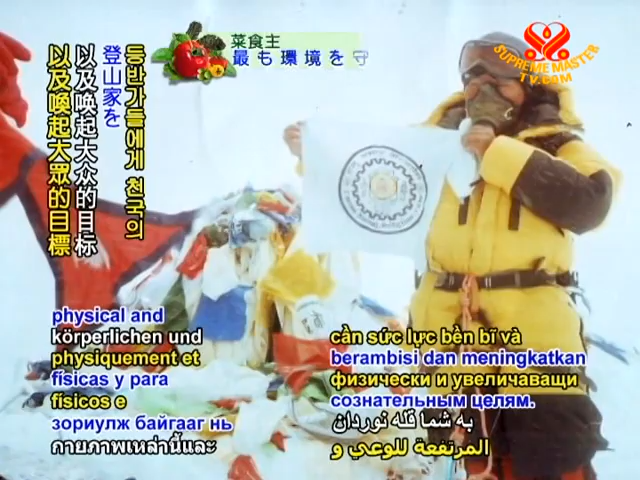 菜食主
最も環境を守
SUPREME MASTER
TV.COM
등반가들에게 천국의
登山家を
以及唤起大众的目标
以及喚起大眾的目標
physical and
körperlichen und
physiquement et
físicas y para
físicos e
зориулж байгааг нь
กายภาพเหล่านี้และ
cần sức lực bền bĩ và
berambisi dan meningkatkan
физически и увеличаващи
сознательным целям.
به شما قله نوردان
المرتفعة للوعي و